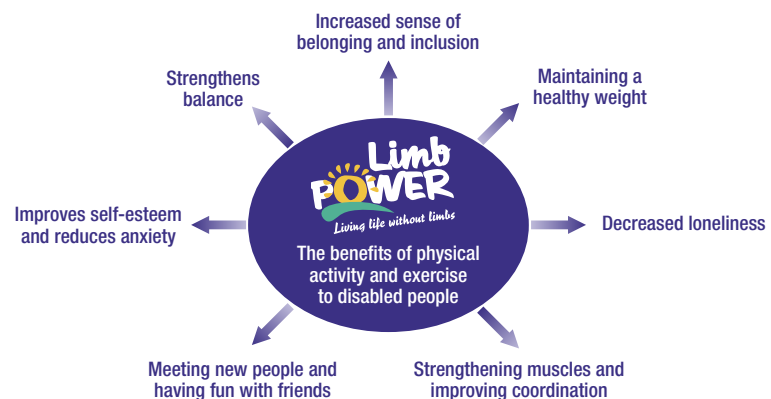 Increased sense of
belonging and inclusion
Strengthens
balance
Maintaining a
healthy weight
Limb
POWER
Living life without limbs
The benefits of physical
activity and exercise
to disabled people
Improves self-esteem
and reduces anxiety
Decreased loneliness
Meeting new people and
having fun with friends
Strengthening muscles and
improving coordination